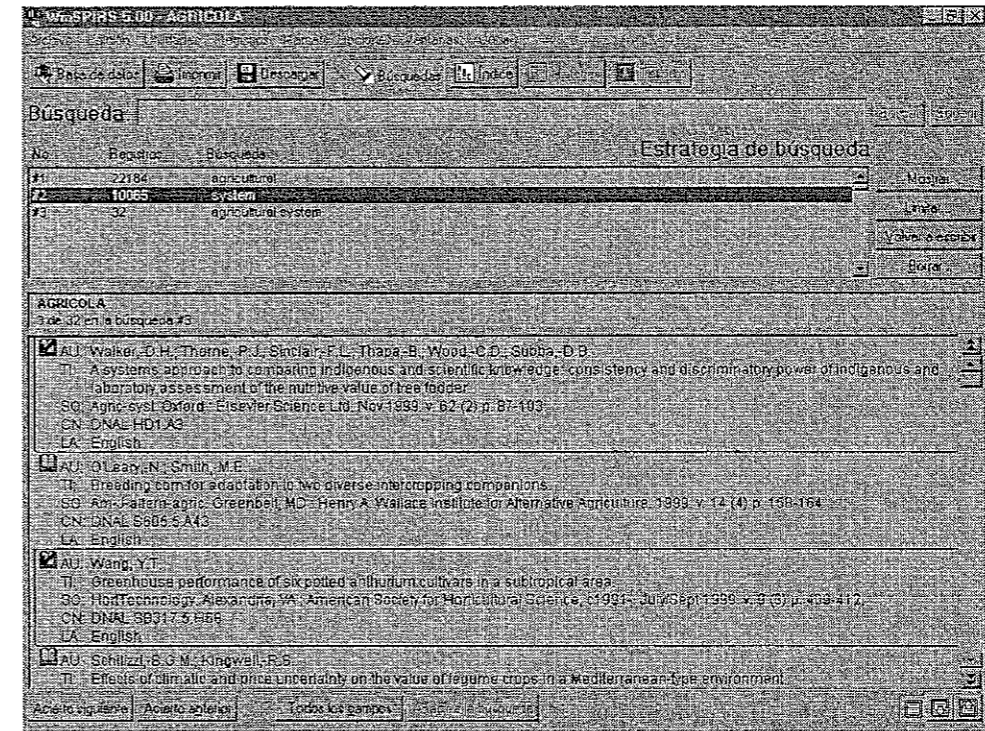 WinSPIRS 5.00 - AGRICOLA
Base de datos Imprimir Descargar Búsquedas Índice
Búsqueda
Estrategia de búsqueda
No. Registros Búsqueda
#1 22184 agricultural
#2 10065 system
#3 32 agricultural system
Mostrar
Volver a buscar
Borrar...
AGRICOLA
3 de 32 en la búsqueda #3
AU: Walker,-D.H.; Thorne,-P.J.; Sinclair,-F.L.; Thapa,-B.; Wood,-C.D.; Subba,-D.B.
TI: A systems approach to comparing indigenous and scientific knowledge: consistency and discriminatory power of indigenous and
laboratory assessment of the nutritive value of tree fodder.
SO: Agric-syst. Oxford : Elsevier Science Ltd. Nov 1999. v. 62 (2) p. 87-103.
CN: DNAL HD1.A3
LA: English
AU: O'Leary,-N.; Smith,-M.E.
TI: Breeding corn for adaptation to two diverse intercropping companions.
SO: Am-J-altern-agric. Greenbelt, MD : Henry A. Wallace Institute for Alternative Agriculture. 1999. v. 14 (4) p. 158-164.
CN: DNAL S605.5.A43
LA: English
AU: Wang,-Y.T.
TI: Greenhouse performance of six potted anthurium cultivars in a subtropical area.
SO: HortTechnology. Alexandria, VA : American Society for Horticultural Science, c1991-. July/Sept 1999. v. 9 (3) p. 409-412.
CN: DNAL SB317.5.H68
LA: English
AU: Schilizzi,-S.G.M.; Kingwell,-R.S.
TI: Effects of climatic and price uncertainty on the value of legume crops in a Mediterranean-type environment.
Acierto siguiente Acierto anterior Todos los campos